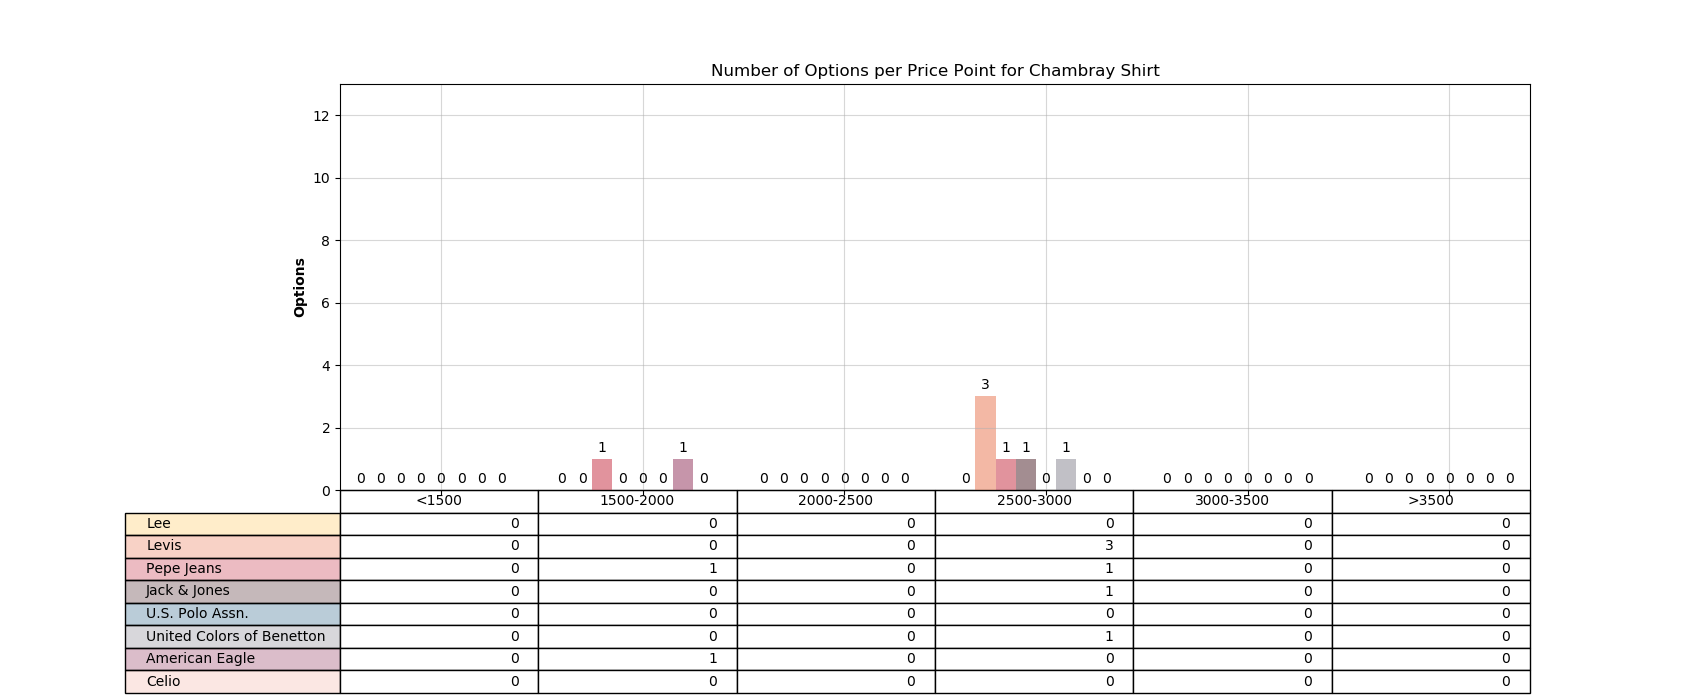 Number of Options per Price Point for Chambray Shirt
12
10
8
6
4
2
0
Options
3
1 1 1 1 1
0 0 0 0 0 0 0 0 0 0 0 0 0 0 0 0 0 0 0 0 0 0 0 0 0 0 0 0 0 0 0 0 0 0 0 0 0 0 0 0 0 0
<1500 1500-2000 2000-2500 2500-3000 3000-3500 >3500
Lee 0 0 0 0 0 0
Levis 0 0 0 3 0 0
Pepe Jeans 0 1 0 1 0 0
Jack & Jones 0 0 0 1 0 0
U.S. Polo Assn. 0 0 0 0 0 0
United Colors of Benetton 0 0 0 1 0 0
American Eagle 0 1 0 0 0 0
Celio 0 0 0 0 0 0